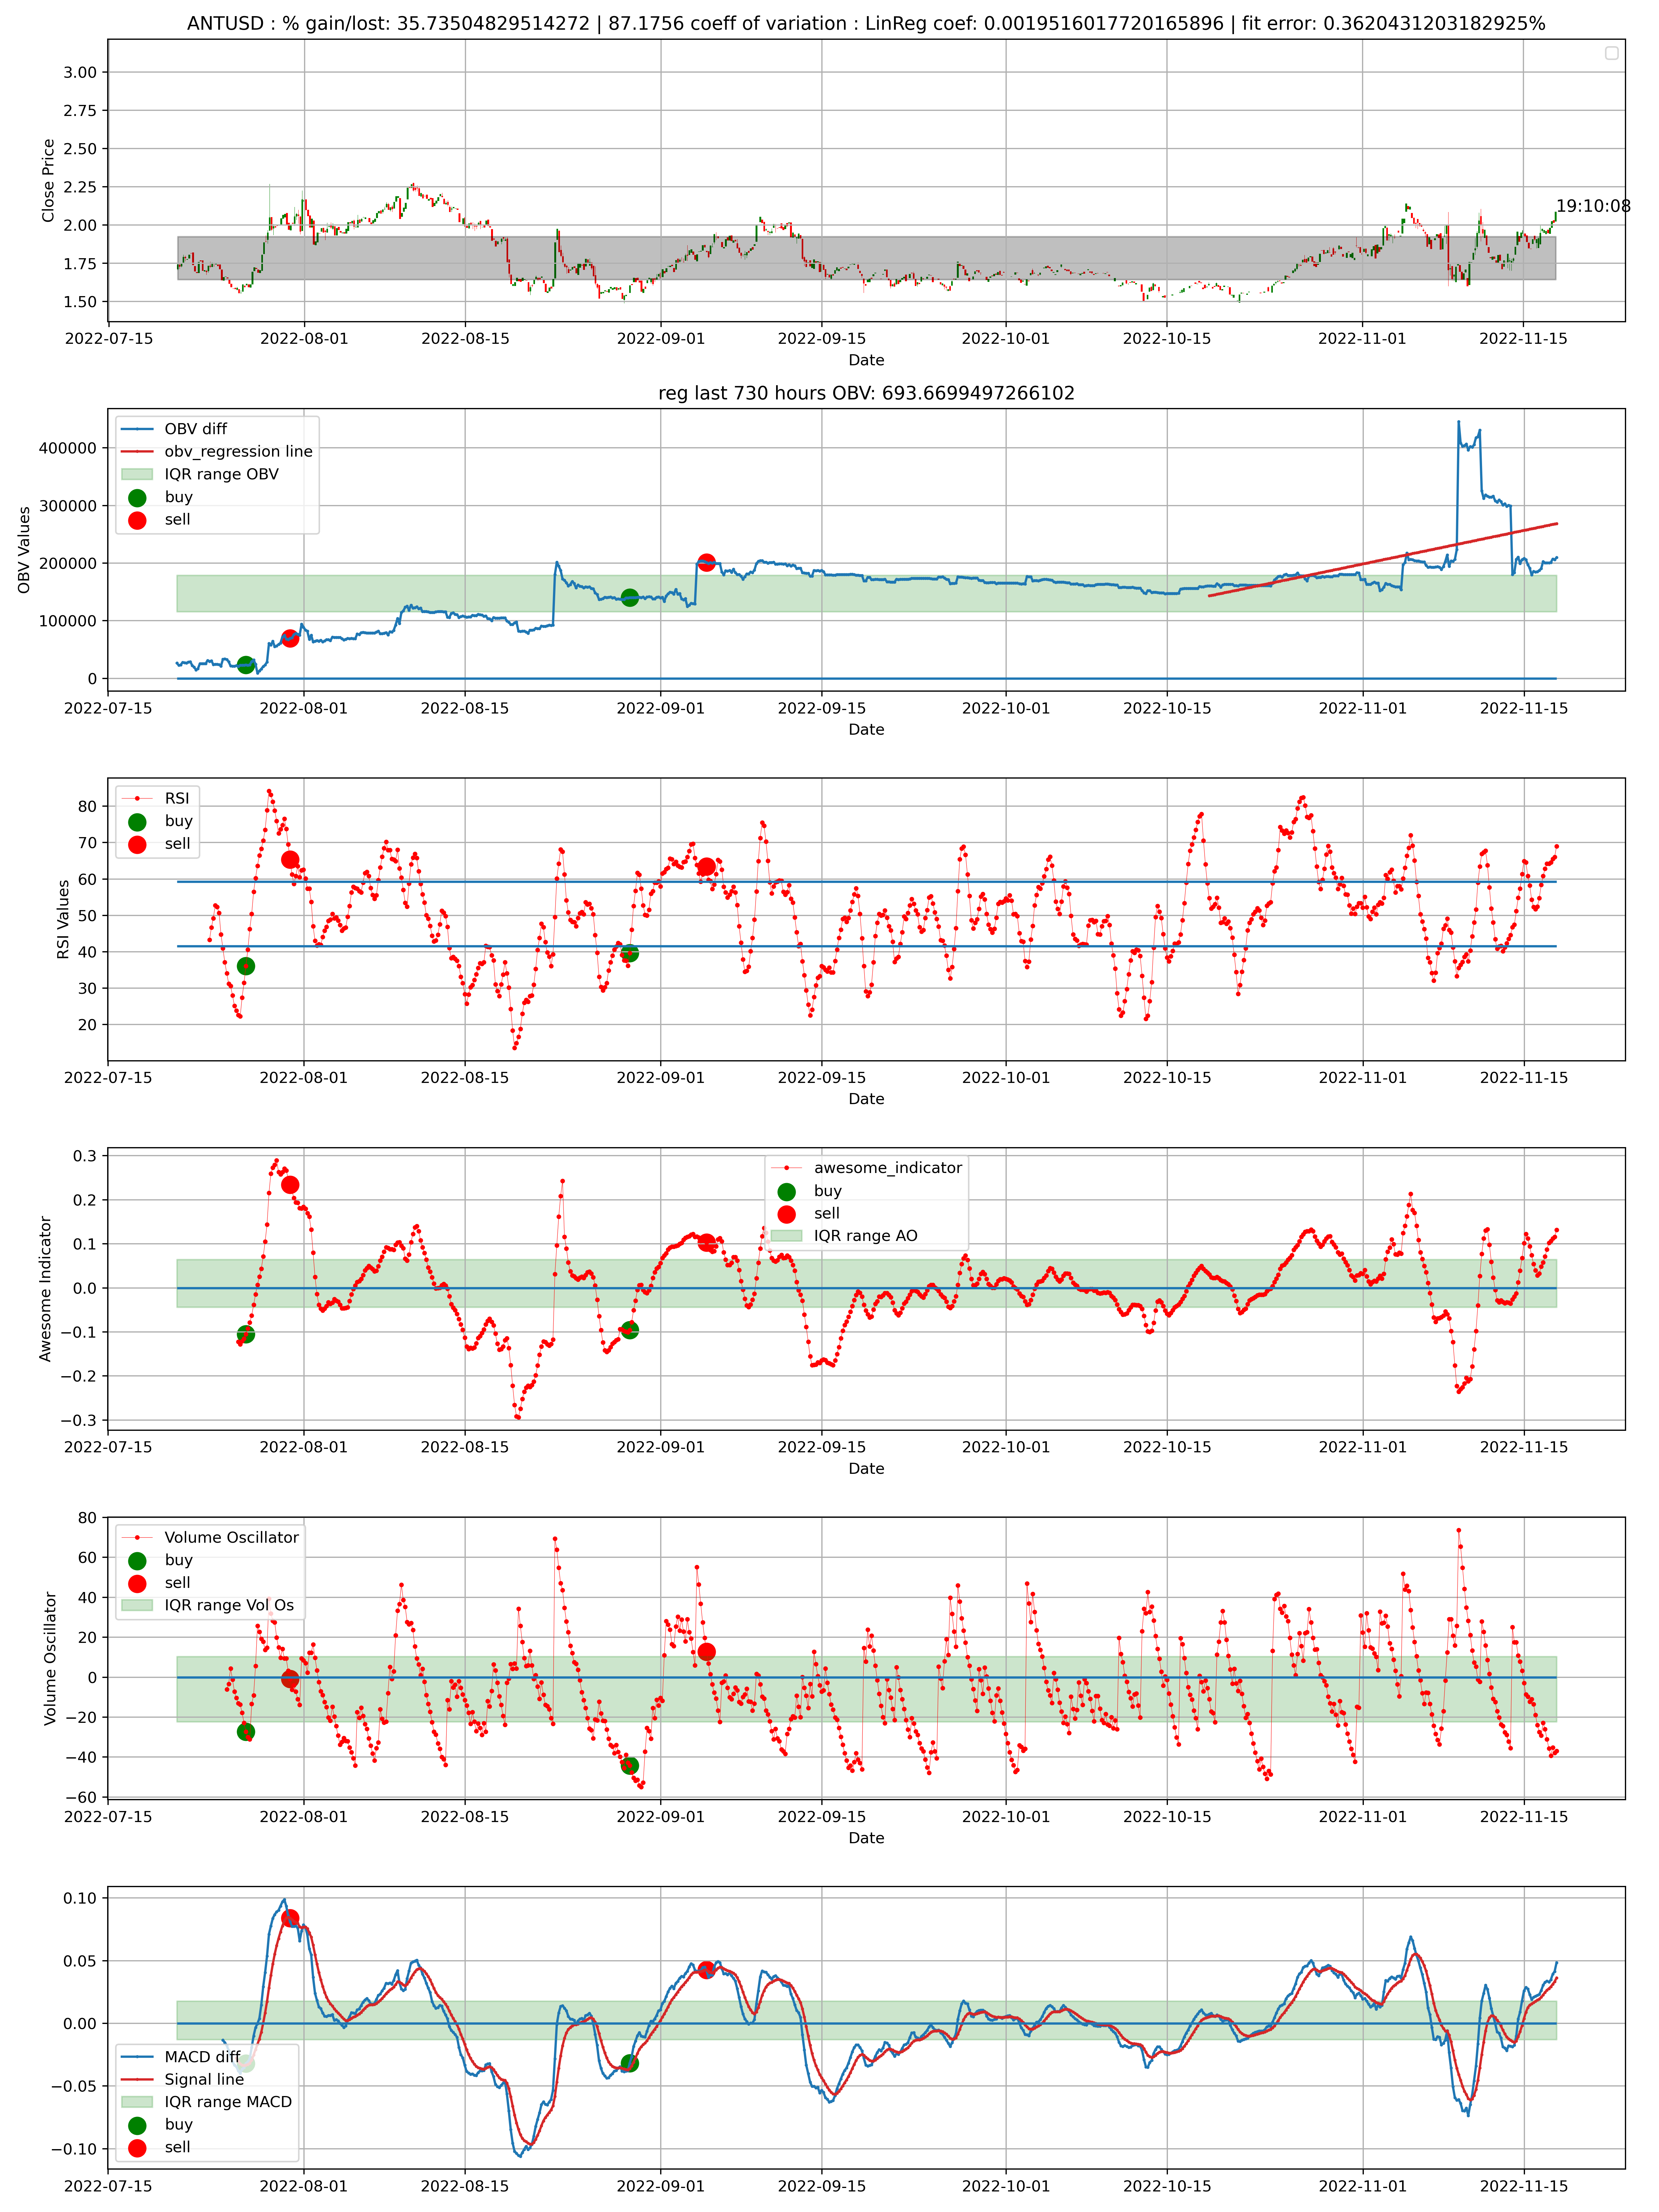 ANTUSD : % gain/lost: 35.73504829514272 | 87.1756 coeff of variation : LinReg coef: 0.0019516017720165896 | fit error: 0.3620431203182925%
3.00
2.75
2.50
2.25
2.00
1.75
1.50
Close Price
19:10:08
2022-07-15 2022-08-01 2022-08-15 2022-09-01 2022-09-15 2022-10-01 2022-10-15 2022-11-01 2022-11-15
Date
reg last 730 hours OBV: 693.6699497266102
OBV diff
obv_regression line
IQR range OBV
buy
sell
400000
300000
200000
100000
0
OBV Values
2022-07-15 2022-08-01 2022-08-15 2022-09-01 2022-09-15 2022-10-01 2022-10-15 2022-11-01 2022-11-15
Date
RSI
buy
sell
80
70
60
50
40
30
20
RSI Values
2022-07-15 2022-08-01 2022-08-15 2022-09-01 2022-09-15 2022-10-01 2022-10-15 2022-11-01 2022-11-15
Date
awesome_indicator
buy
sell
IQR range AO
0.3
0.2
0.1
0.0
−0.1
−0.2
−0.3
Awesome Indicator
2022-07-15 2022-08-01 2022-08-15 2022-09-01 2022-09-15 2022-10-01 2022-10-15 2022-11-01 2022-11-15
Date
Volume Oscillator
buy
sell
IQR range Vol Os
80
60
40
20
0
−20
−40
−60
Volume Oscillator
2022-07-15 2022-08-01 2022-08-15 2022-09-01 2022-09-15 2022-10-01 2022-10-15 2022-11-01 2022-11-15
Date
0.10
0.05
0.00
−0.05
−0.10
MACD diff
Signal line
IQR range MACD
buy
sell
2022-07-15 2022-08-01 2022-08-15 2022-09-01 2022-09-15 2022-10-01 2022-10-15 2022-11-01 2022-11-15